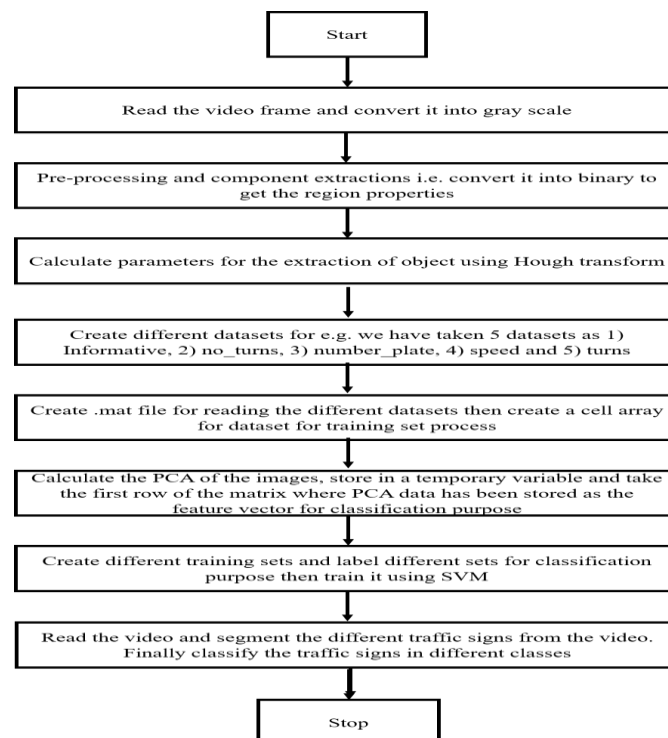 Start
Read the video frame and convert it into gray scale
Pre-processing and component extractions i.e. convert it into binary to
get the region properties
Calculate parameters for the extraction of object using Hough transform
Create different datasets for e.g. we have taken 5 datasets as 1)
Informative, 2) no_turns, 3) number_plate, 4) speed and 5) turns
Create .mat file for reading the different datasets then create a cell array
for dataset for training set process
Calculate the PCA of the images, store in a temporary variable and take
the first row of the matrix where PCA data has been stored as the
feature vector for classification purpose
Create different training sets and label different sets for classification
purpose then train it using SVM
Read the video and segment the different traffic signs from the video.
Finally classify the traffic signs in different classes
Stop